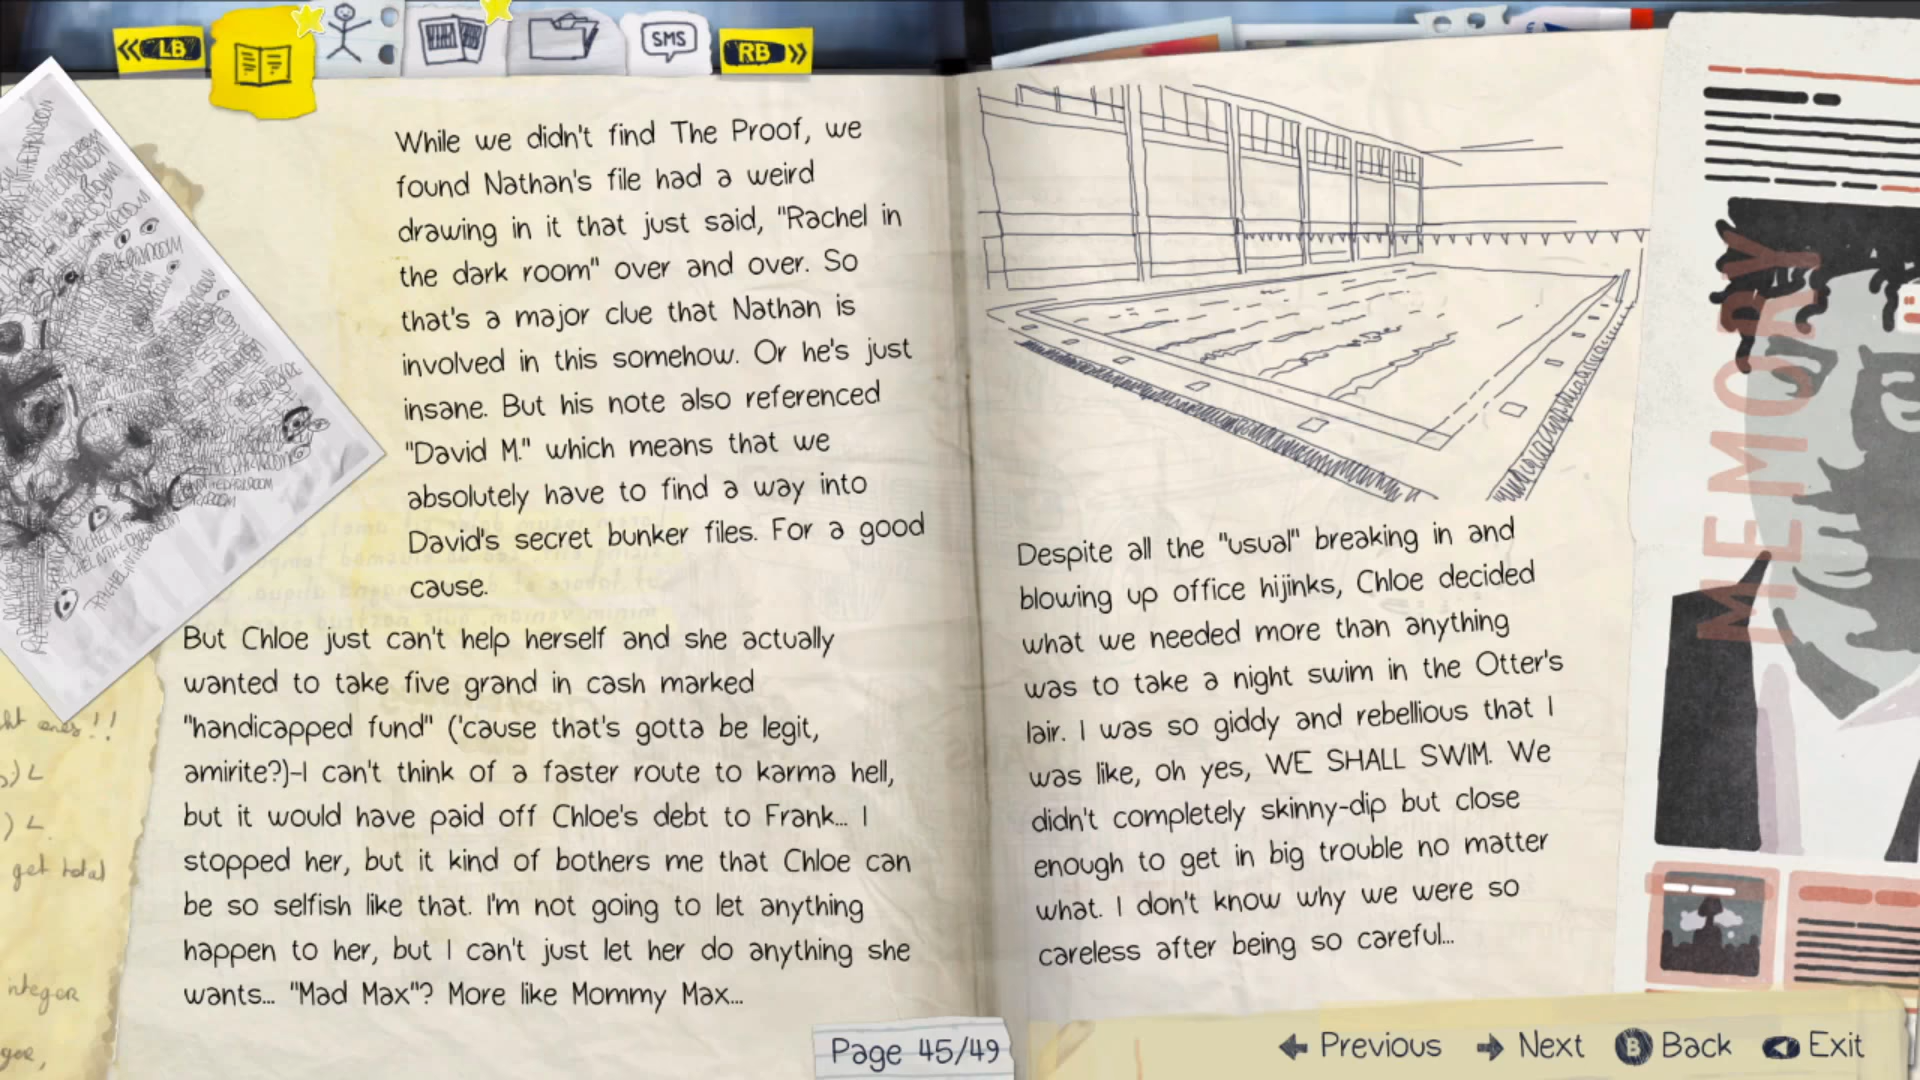 LB
SMS
RB
While we didn't find The Proof, we
found Nathan's file had a weird
drawing in it that just said, "Rachel in
the dark room" over and over. So
that's a major clue that Nathan is
involved in this somehow. Or he's just
insane. But his note also referenced
"David M." which means that we
absolutely have to find a way into
David's secret bunker files. For a good
cause.
But Chloe just can't help herself and she actually
wanted to take five grand in cash marked
"handicapped fund" ('cause that's gotta be legit,
amirite?)-I can't think of a faster route to karma hell,
but it would have paid off Chloe's debt to Frank... I
stopped her, but it kind of bothers me that Chloe can
be so selfish like that. I'm not going to let anything
happen to her, but I can't just let her do anything she
wants... "Mad Max"? More like Mommy Max...
Despite all the "usual" breaking in and
blowing up office hijinks, Chloe decided
what we needed more than anything
was to take a night swim in the Otter's
lair. I was so giddy and rebellious that I
was like, oh yes, WE SHALL SWIM. We
didn't completely skinny-dip but close
enough to get in big trouble no matter
what. I don't know why we were so
careless after being so careful...
MEMORY
get total
integer
Page 45/49
Previous
Next
B Back
Exit